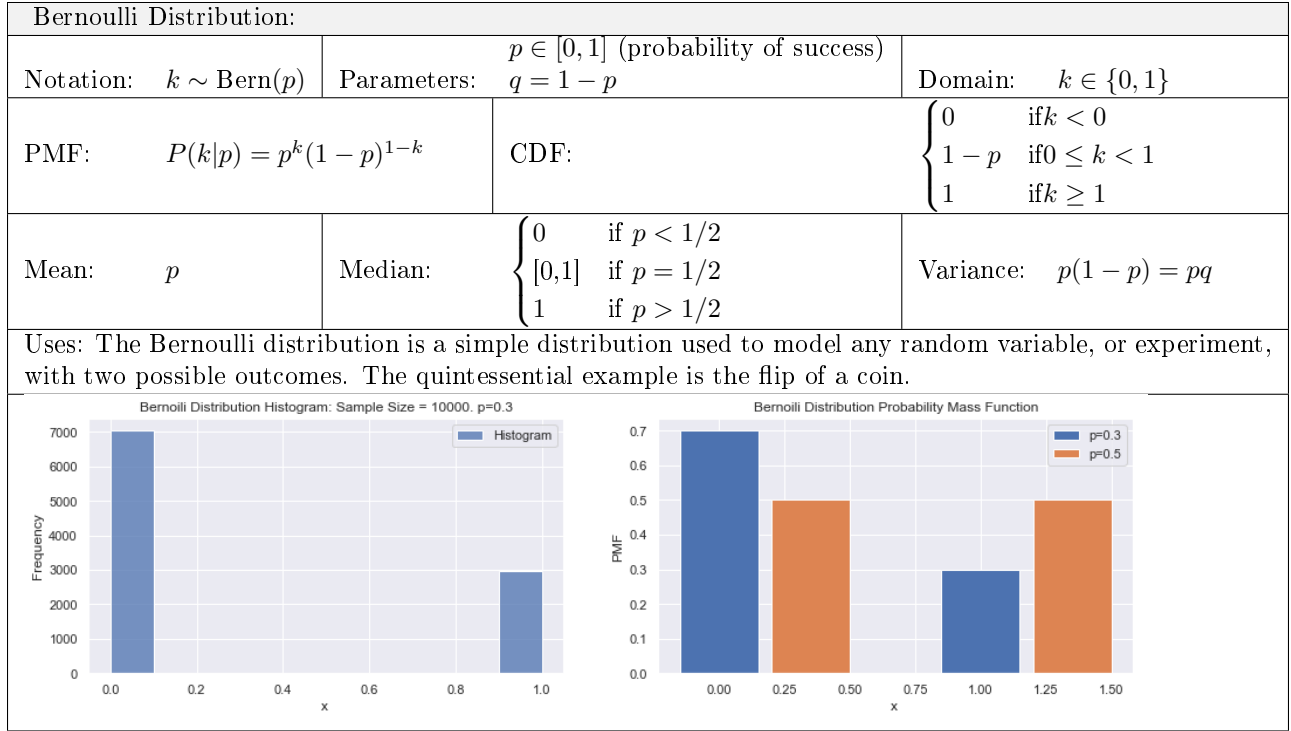 Bernoulli Distribution:
Notation: k ∼ Bern(p) Parameters: p ∈ [0, 1] (probability of success)
q = 1 − p
Domain: k ∈ {0, 1}
PMF: P(k|p) = p^k(1 − p)^{1−k}
CDF:
0 ifk < 0
1 − p if0 ≤ k < 1
1 ifk ≥ 1
Mean: p
Median:
0 if p < 1/2
[0,1] if p = 1/2
1 if p > 1/2
Variance: p(1 − p) = pq
Uses: The Bernoulli distribution is a simple distribution used to model any random variable, or experiment,
with two possible outcomes. The quintessential example is the flip of a coin.
Bernoili Distribution Histogram: Sample Size = 10000. p=0.3
Histogram
Frequency
7000
6000
5000
4000
3000
2000
1000
0
0.0 0.2 0.4 0.6 0.8 1.0
x
Bernoili Distribution Probability Mass Function
p=0.3
p=0.5
PMF
0.7
0.6
0.5
0.4
0.3
0.2
0.1
0.0
0.00 0.25 0.50 0.75 1.00 1.25 1.50
x